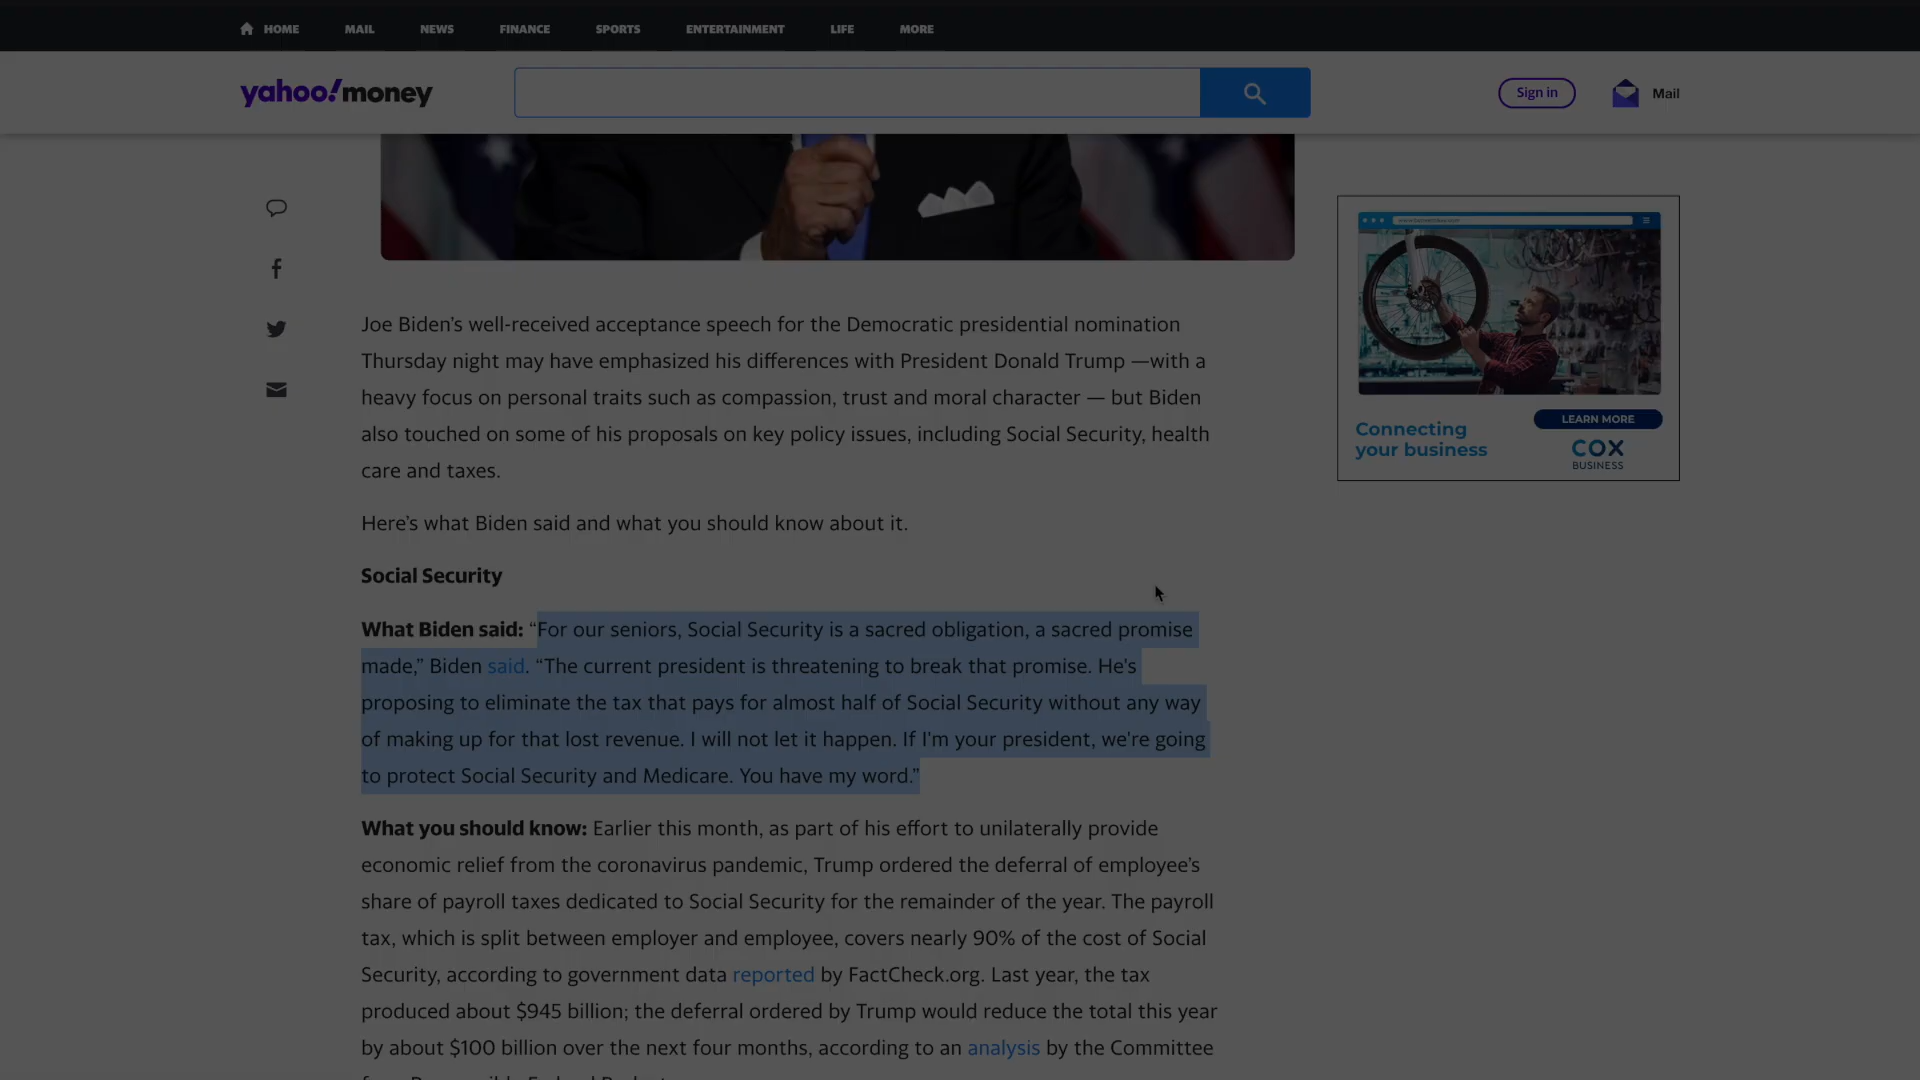 HOME MAIL NEWS FINANCE SPORTS ENTERTAINMENT LIFE MORE
yahoo!money
Sign in
Mail
Joe Biden’s well-received acceptance speech for the Democratic presidential nomination
Thursday night may have emphasized his differences with President Donald Trump —with a
heavy focus on personal traits such as compassion, trust and moral character — but Biden
also touched on some of his proposals on key policy issues, including Social Security, health
care and taxes.
Here’s what Biden said and what you should know about it.
Social Security
What Biden said: “For our seniors, Social Security is a sacred obligation, a sacred promise
made,” Biden said. “The current president is threatening to break that promise. He's
proposing to eliminate the tax that pays for almost half of Social Security without any way
of making up for that lost revenue. I will not let it happen. If I'm your president, we're going
to protect Social Security and Medicare. You have my word.”
What you should know: Earlier this month, as part of his effort to unilaterally provide
economic relief from the coronavirus pandemic, Trump ordered the deferral of employee’s
share of payroll taxes dedicated to Social Security for the remainder of the year. The payroll
tax, which is split between employer and employee, covers nearly 90% of the cost of Social
Security, according to government data reported by FactCheck.org. Last year, the tax
produced about $945 billion; the deferral ordered by Trump would reduce the total this year
by about $100 billion over the next four months, according to an analysis by the Committee
Connecting
your business
LEARN MORE
COX
BUSINESS